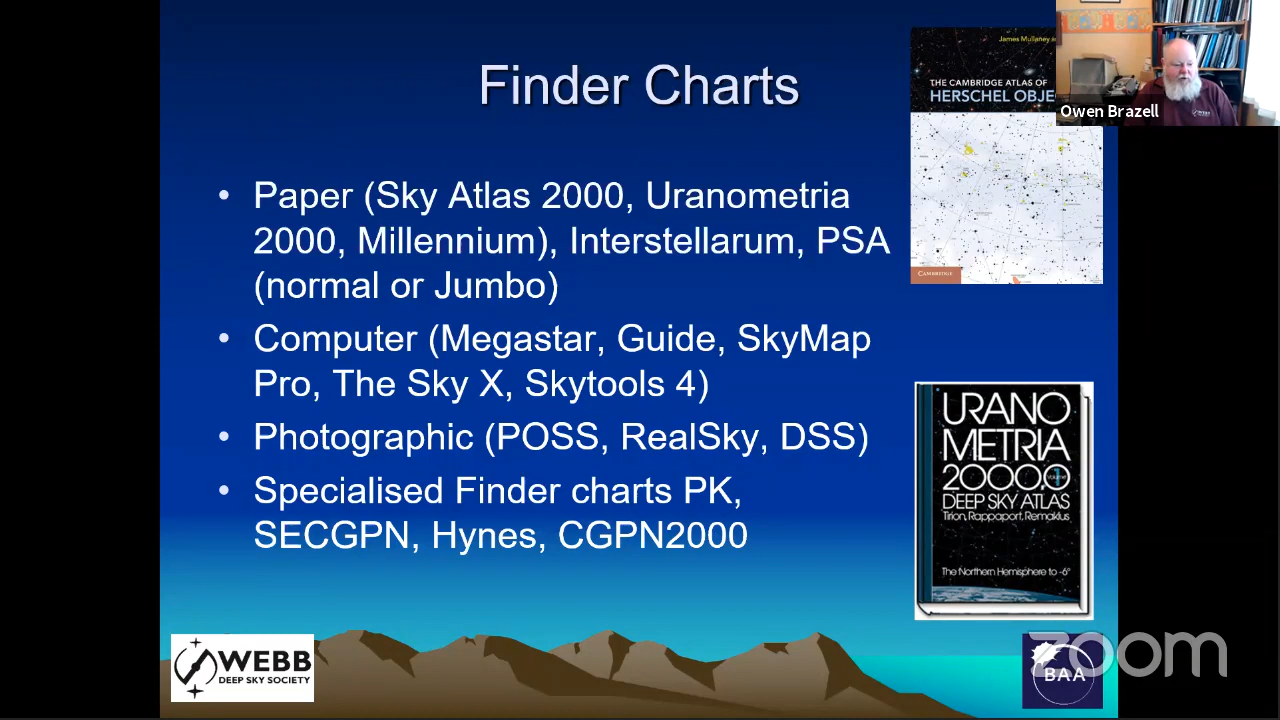 Finder Charts
• Paper (Sky Atlas 2000, Uranometria
2000, Millennium), Interstellarum, PSA
(normal or Jumbo)
• Computer (Megastar, Guide, SkyMap
Pro, The Sky X, Skytools 4)
• Photographic (POSS, RealSky, DSS)
• Specialised Finder charts PK,
SECGPN, Hynes, CGPN2000
James Mullaney
THE CAMBRIDGE ATLAS OF
HERSCHEL OBJE
CAMBRIDGE
Owen Brazell
WEBB
URANO
METRIA
2000.0
DEEP SKY ATLAS
Tirion, Rappaport, Remaklus
The Northern Hemisphere to -6°
WEBB
DEEP SKY SOCIETY
zoom
BAA